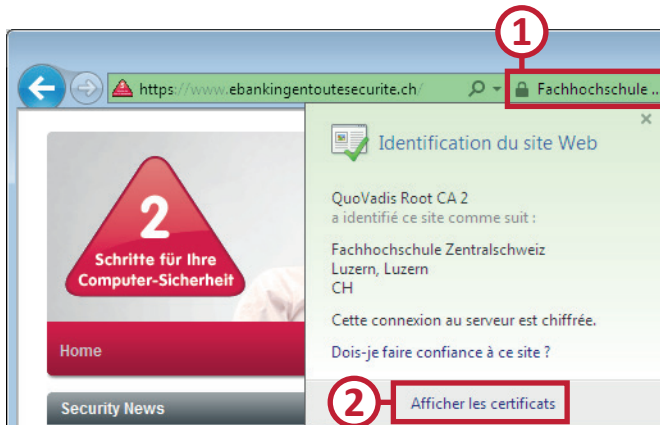 1
https://www.ebankingentoutesecurite.ch/
Fachhochschule ...
Identification du site Web
QuoVadis Root CA 2
a identifié ce site comme suit :
Fachhochschule Zentralschweiz
Luzern, Luzern
CH
Cette connexion au serveur est chiffrée.
Dois-je faire confiance à ce site ?
2
Afficher les certificats
2
Schritte für Ihre
Computer-Sicherheit
Home
Security News